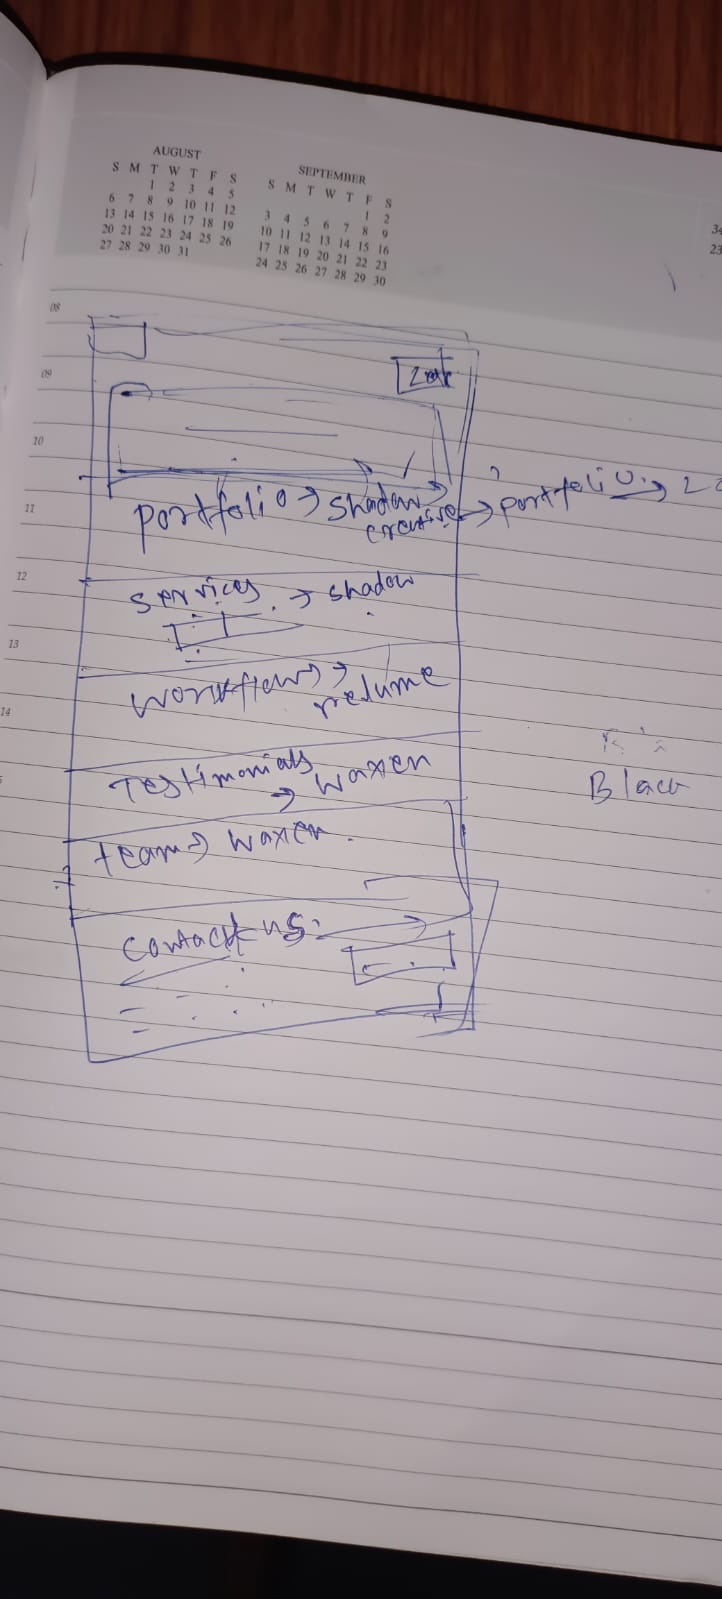 AUGUST
S M T W T F S
1 2 3 4 5
6 7 8 9 10 11 12
13 14 15 16 17 18 19
20 21 22 23 24 25 26
27 28 29 30 31
SEPTEMBER
S M T W T F S
1 2
3 4 5 6 7 8 9
10 11 12 13 14 15 16
17 18 19 20 21 22 23
24 25 26 27 28 29 30
34
23
08
09
10
portfolio → shadow
creative → portfolio → 2
11
12
services → shadow
13
workflow → resume
14
Testimonials
→ waxen
Black
team → waxen.
contact us.